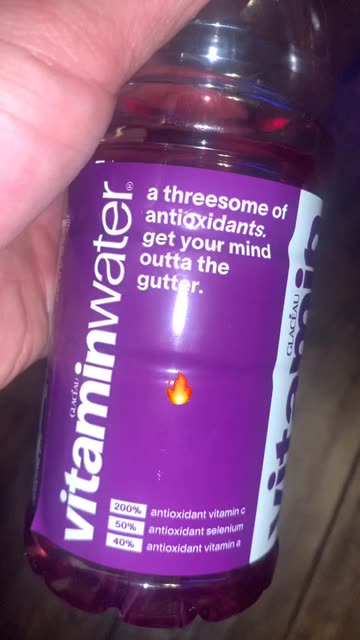 a threesome of
antioxidants.
get your mind
outta the
gutter.
GLACÉAU
vitaminwater®
200% antioxidant vitamin c
50% antioxidant selenium
40% antioxidant vitamin a
GLACÉAU
vitamin